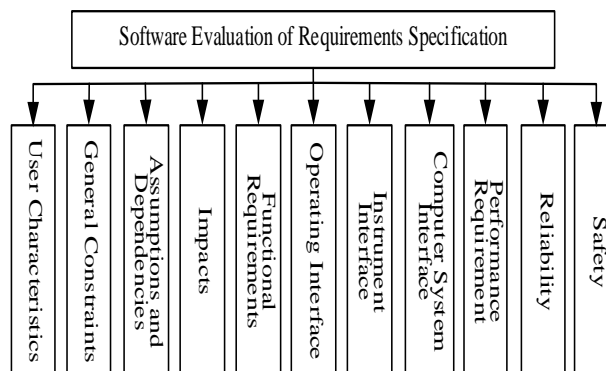 Software Evaluation of Requirements Specification
User Characteristics
General Constraints
Assumptions and
Dependencies
Impacts
Functional
Requirements
Operating Interface
Instrument
Interface
Computer System
Interface
Performance
Requirement
Reliability
Safety